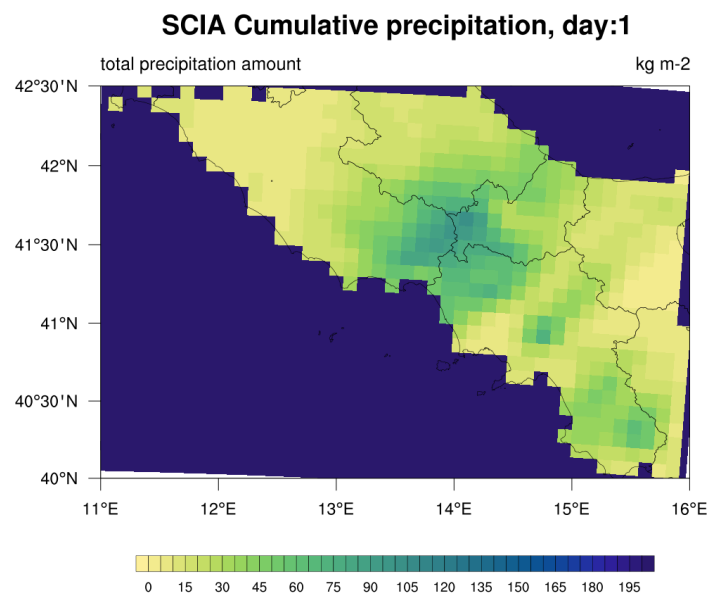 SCIA Cumulative precipitation, day:1
total precipitation amount kg m-2
42°30'N
42°N
41°30'N
41°N
40°30'N
40°N
11°E 12°E 13°E 14°E 15°E 16°E
0 15 30 45 60 75 90 105 120 135 150 165 180 195